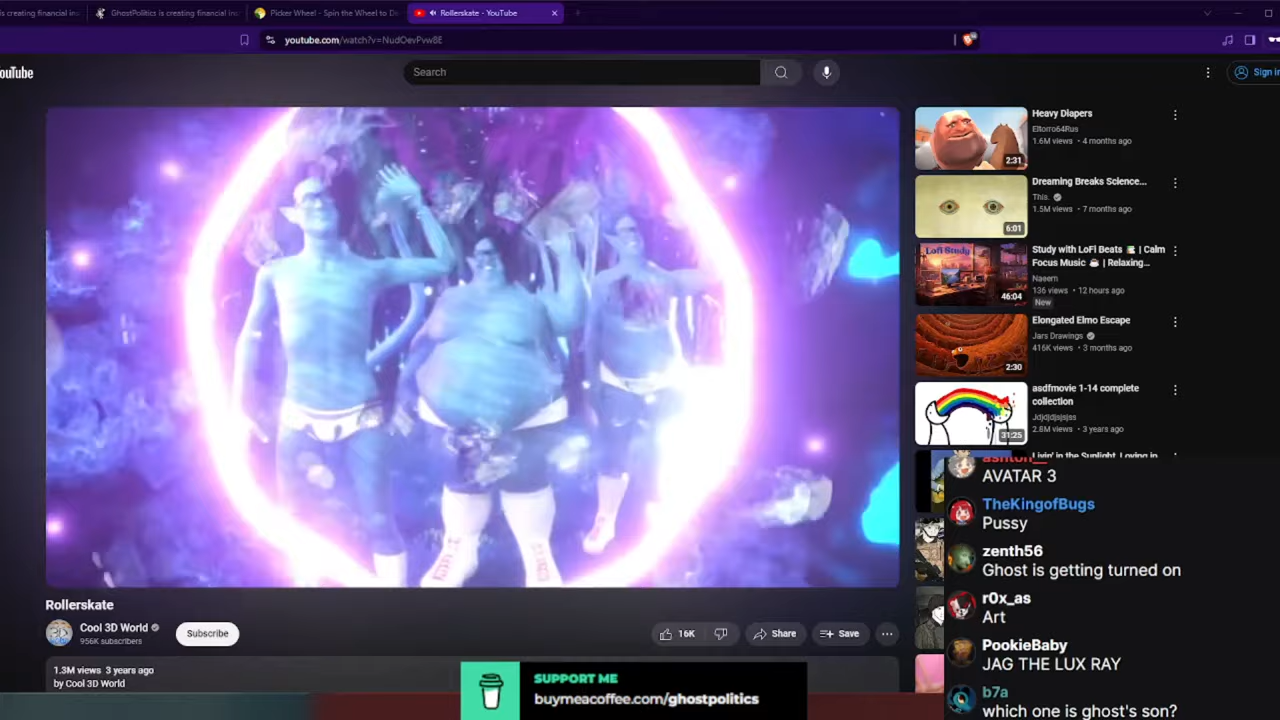 is creating financial in
GhostPolitics is creating financial in
Picker Wheel - Spin the Wheel to De
Rollerskate - YouTube
youtube.com/watch?v=NudOevPvw8E
ouTube
Search
Sign in
Heavy Diapers
Eltorro64Rus
1.6M views • 4 months ago
2:31
Dreaming Breaks Science...
This.
1.5M views • 7 months ago
6:01
Study with LoFi Beats | Calm
Focus Music | Relaxing...
Naeem
136 views • 12 hours ago
New
Lofi Study
46:04
Elongated Elmo Escape
Jars Drawings
416K views • 3 months ago
2:30
asdfmovie 1-14 complete
collection
Jdjdjdjsjsjss
2.8M views • 3 years ago
31:25
Livin' in the Sunlight, Loving in
ashton__
AVATAR 3
TheKingofBugs
Pussy
zenth56
Ghost is getting turned on
r0x_as
Art
PookieBaby
JAG THE LUX RAY
b7a
which one is ghost's son?
Rollerskate
Cool 3D World
956K subscribers
Subscribe
16K
Share
Save
1.3M views 3 years ago
by Cool 3D World
SUPPORT ME
buymeacoffee.com/ghostpolitics